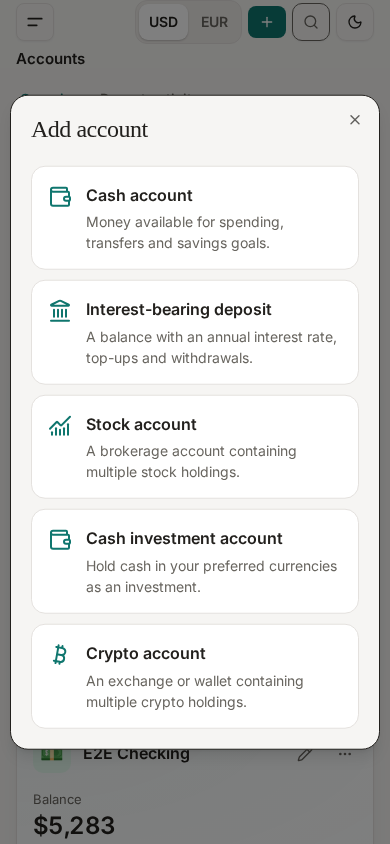 USD EUR
Accounts
Add account
Cash account
Money available for spending,
transfers and savings goals.
Interest-bearing deposit
A balance with an annual interest rate,
top-ups and withdrawals.
Stock account
A brokerage account containing
multiple stock holdings.
Cash investment account
Hold cash in your preferred currencies
as an investment.
Crypto account
An exchange or wallet containing
multiple crypto holdings.
E2E Checking
Balance
$5,283